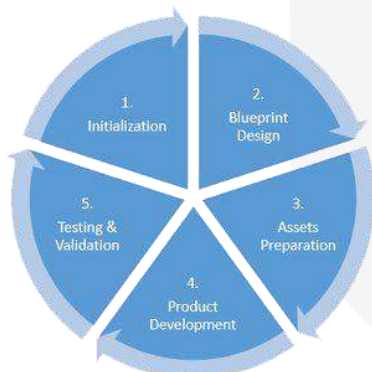 1.
Initialization
2.
Blueprint
Design
3.
Assets
Preparation
4.
Product
Development
5.
Testing &
Validation